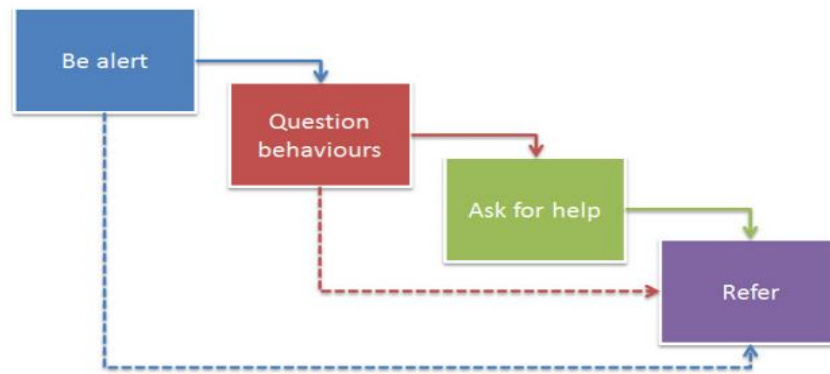 Be alert
Question
behaviours
Ask for help
Refer